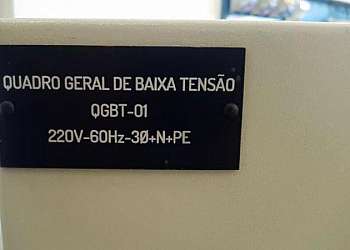 QUADRO GERAL DE BAIXA TENSÃO
QGBT-01
220V-60Hz-3Ø+N+PE